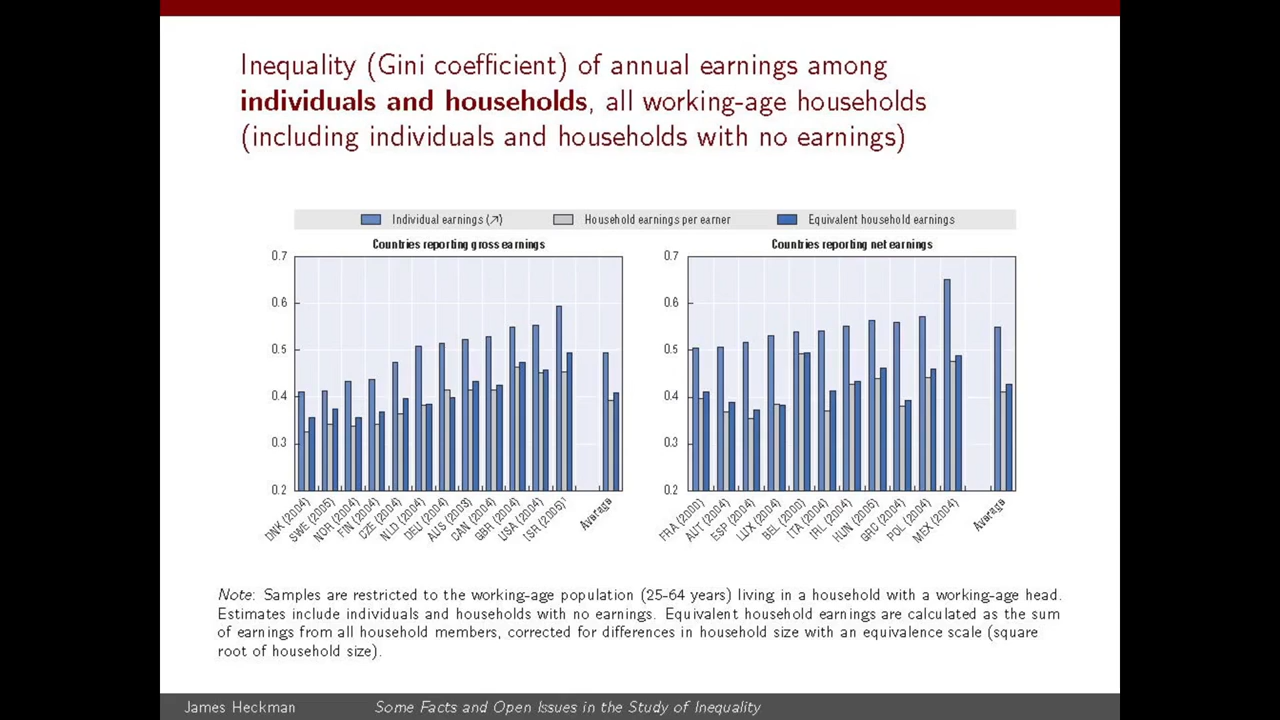 Inequality (Gini coefficient) of annual earnings among
individuals and households, all working-age households
(including individuals and households with no earnings)
Individual earnings (↗)
Household earnings per earner
Equivalent household earnings
Countries reporting gross earnings
0.7
0.6
0.5
0.4
0.3
0.2
DNK (2004)
SWE (2005)
NOR (2004)
FIN (2004)
CZE (2004)
NLD (2004)
DEU (2004)
AUS (2003)
CAN (2004)
GBR (2004)
USA (2004)
ISR (2005)¹
Average
Countries reporting net earnings
0.7
0.6
0.5
0.4
0.3
0.2
FRA (2000)
AUT (2004)
ESP (2004)
LUX (2004)
BEL (2000)
ITA (2004)
IRL (2004)
HUN (2005)
GRC (2004)
POL (2004)
MEX (2004)
Average
Note: Samples are restricted to the working-age population (25-64 years) living in a household with a working-age head.
Estimates include individuals and households with no earnings. Equivalent household earnings are calculated as the sum
of earnings from all household members, corrected for differences in household size with an equivalence scale (square
root of household size).
James Heckman
Some Facts and Open Issues in the Study of Inequality